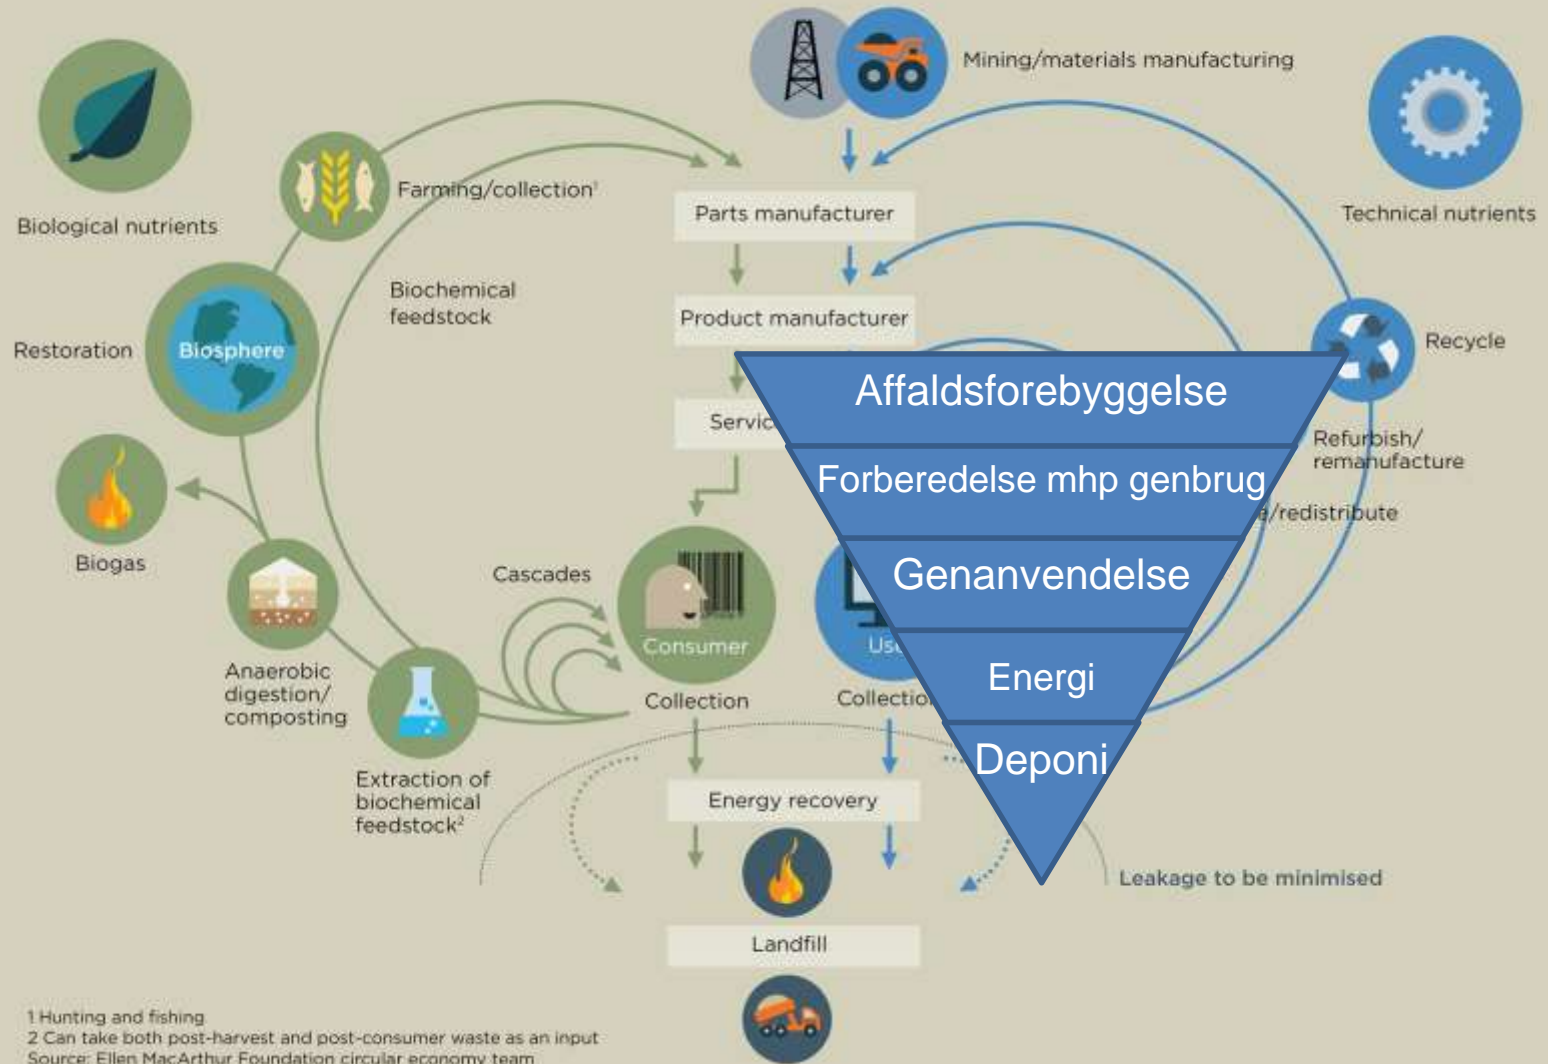 Mining/materials manufacturing
Biological nutrients
Farming/collection¹
Parts manufacturer
Technical nutrients
Biochemical
feedstock
Product manufacturer
Restoration
Biosphere
Recycle
Affaldsforebyggelse
Refurbish/
remanufacture
Forberedelse mhp genbrug
/redistribute
Biogas
Cascades
Genanvendelse
Consumer
Anaerobic
digestion/
composting
Energi
Collection
Deponi
Extraction of
biochemical
feedstock²
Energy recovery
Leakage to be minimised
Landfill
1 Hunting and fishing
2 Can take both post-harvest and post-consumer waste as an input
Source: Ellen MacArthur Foundation circular economy team